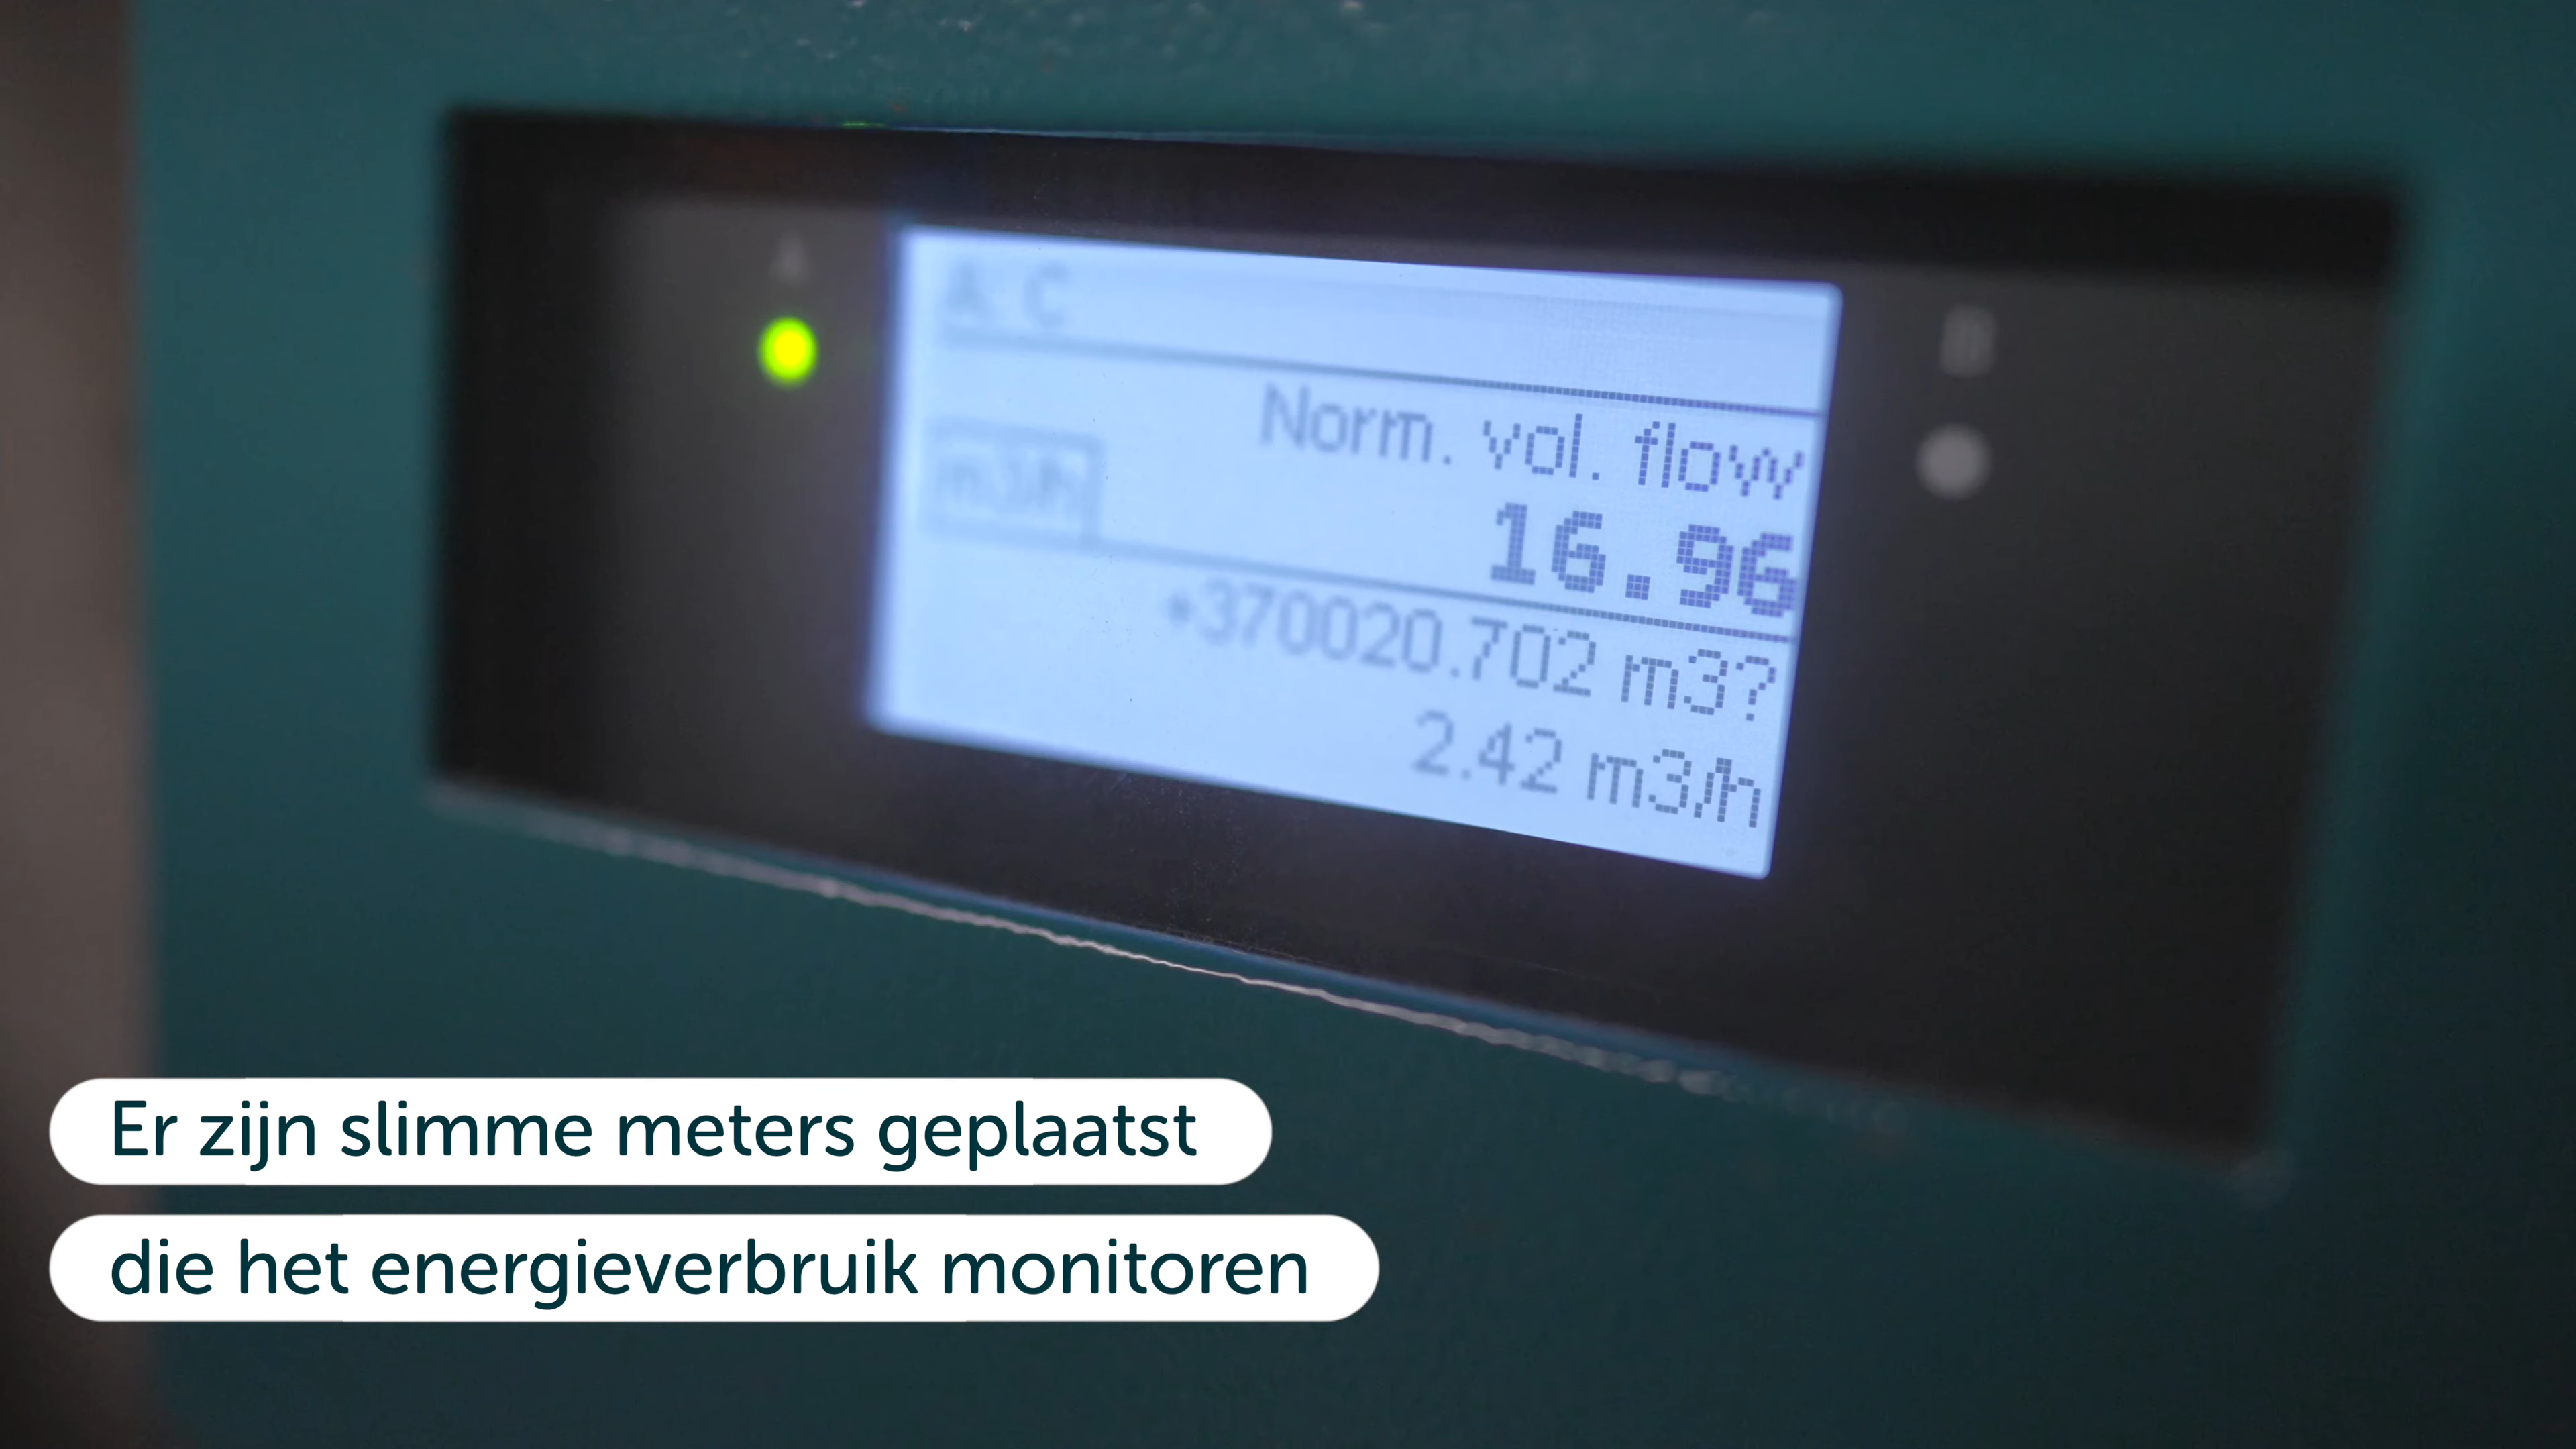 A C
Norm. vol. flow
m3/h
16.96
+370020.702 m3?
2.42 m3/h
Er zijn slimme meters geplaatst
die het energieverbruik monitoren